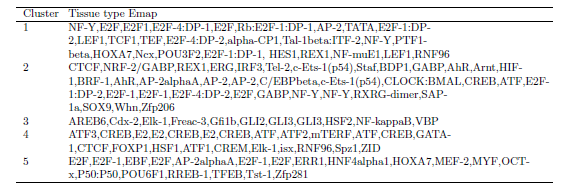 Cluster Tissue type Emap
1 NF-Y,E2F,E2F1,E2F-4:DP-1,E2F,Rb:E2F-1:DP-1,AP-2,TATA,E2F-1:DP-
2,LEF1,TCF1,TEF,E2F-4:DP-2,alpha-CP1,Tal-1beta:ITF-2,NF-Y,PTF1-
beta,HOXA7,Ncx,POU3F2,E2F-1:DP-1, HES1,REX1,NF-muE1,LEF1,RNF96
2 CTCF,NRF-2/GABP,REX1,ERG,IRF3,Tel-2,c-Ets-1(p54),Staf,BDP1,GABP,AhR,Arnt,HIF-
1,BRF-1,AhR,AP-2alphaA,AP-2,AP-2,C/EBPbeta,c-Ets-1(p54),CLOCK:BMAL,CREB,ATF,E2F-
1:DP-2,E2F-1,E2F-1,E2F-4:DP-2,E2F,GABP,NF-Y,NF-Y,RXRG-dimer,SAP-
1a,SOX9,Whn,Zfp206
3 AREB6,Cdx-2,Elk-1,Freac-3,Gfi1b,GLI2,GLI3,GLI3,HSF2,NF-kappaB,VBP
4 ATF3,CREB,E2,E2,CREB,E2,CREB,ATF,ATF2,mTERF,ATF,CREB,GATA-
1,CTCF,FOXP1,HSF1,ATF1,CREM,Elk-1,isx,RNF96,Spz1,ZID
5 E2F,E2F-1,EBF,E2F,AP-2alphaA,E2F-1,E2F,ERR1,HNF4alpha1,HOXA7,MEF-2,MYF,OCT-
x,P50:P50,POU6F1,RREB-1,TFEB,Tst-1,Zfp281